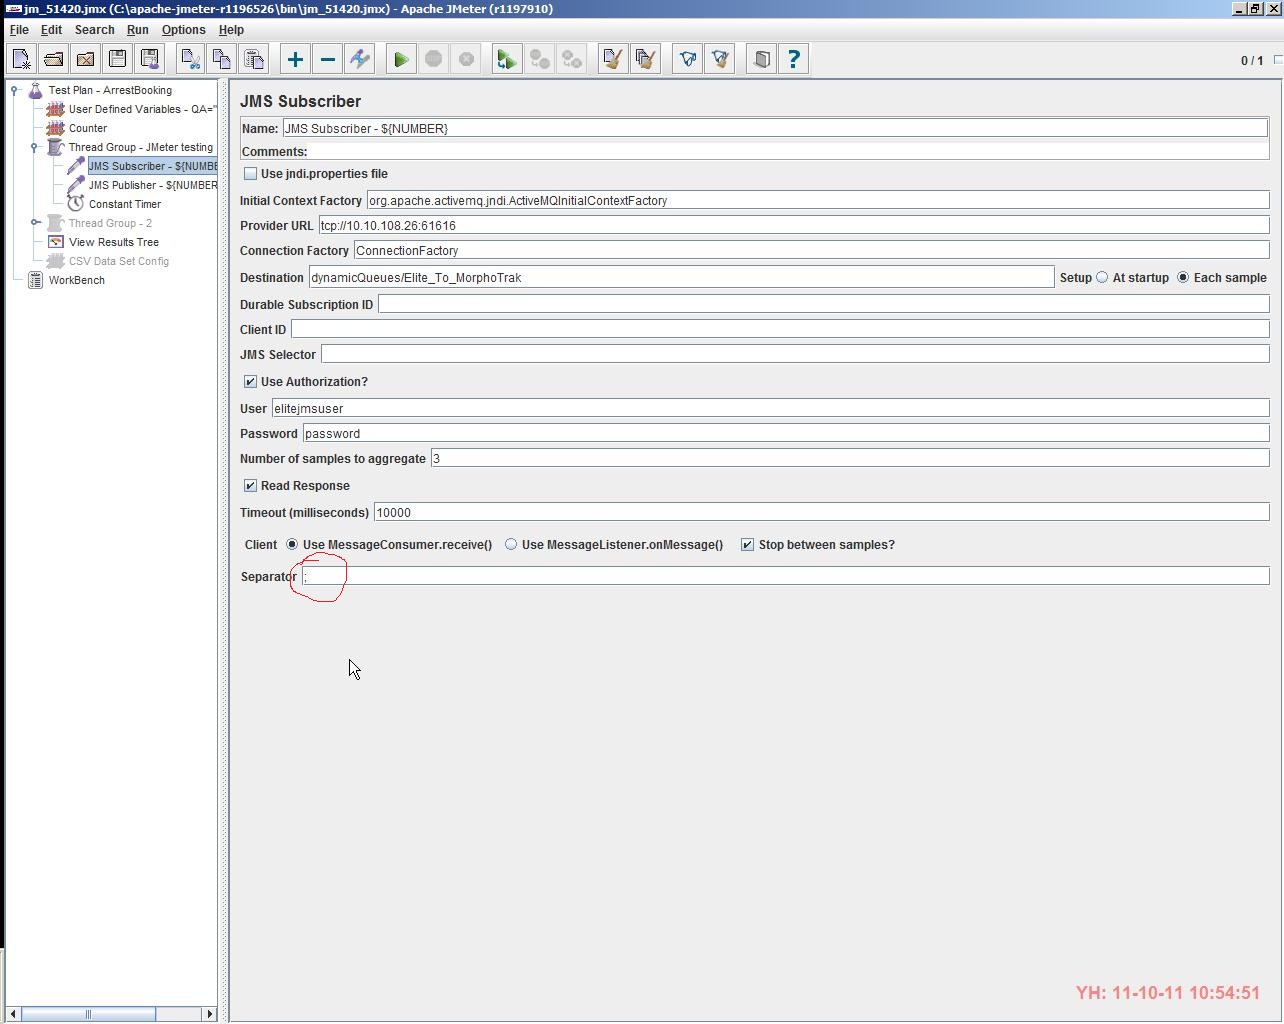 jm_51420.jmx (C:\apache-jmeter-r1196526\bin\jm_51420.jmx) - Apache JMeter (r1197910)
File Edit Search Run Options Help
0 / 1
Test Plan - ArrestBooking
User Defined Variables - QA="
Counter
Thread Group - JMeter testing
JMS Subscriber - ${NUMBE
JMS Publisher - ${NUMBER
Constant Timer
Thread Group - 2
View Results Tree
CSV Data Set Config
WorkBench
JMS Subscriber
Name: JMS Subscriber - ${NUMBER}
Comments:
Use jndi.properties file
Initial Context Factory org.apache.activemq.jndi.ActiveMQInitialContextFactory
Provider URL tcp://10.10.108.26:61616
Connection Factory ConnectionFactory
Destination dynamicQueues/Elite_To_MorphoTrak Setup At startup Each sample
Durable Subscription ID
Client ID
JMS Selector
Use Authorization?
User elitejmsuser
Password password
Number of samples to aggregate 3
Read Response
Timeout (milliseconds) 10000
Client Use MessageConsumer.receive() Use MessageListener.onMessage() Stop between samples?
Separator ;
YH: 11-10-11 10:54:51